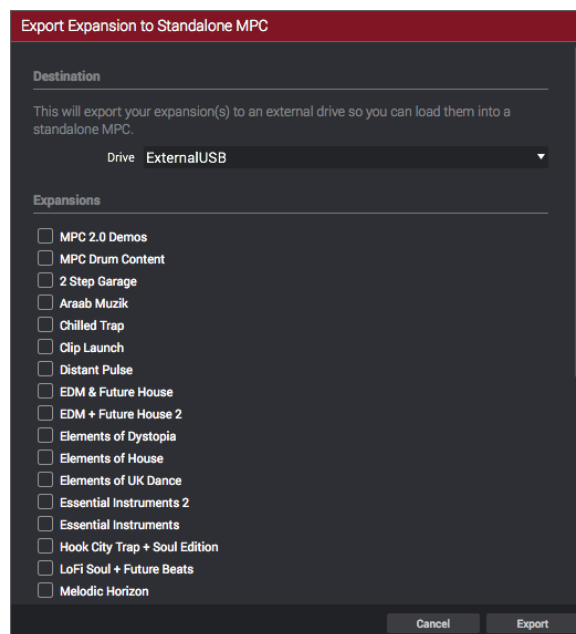 Export Expansion to Standalone MPC
Destination
This will export your expansion(s) to an external drive so you can load them into a
standalone MPC.
Drive ExternalUSB
Expansions
MPC 2.0 Demos
MPC Drum Content
2 Step Garage
Araab Muzik
Chilled Trap
Clip Launch
Distant Pulse
EDM & Future House
EDM + Future House 2
Elements of Dystopia
Elements of House
Elements of UK Dance
Essential Instruments 2
Essential Instruments
Hook City Trap + Soul Edition
LoFi Soul + Future Beats
Melodic Horizon
Cancel Export